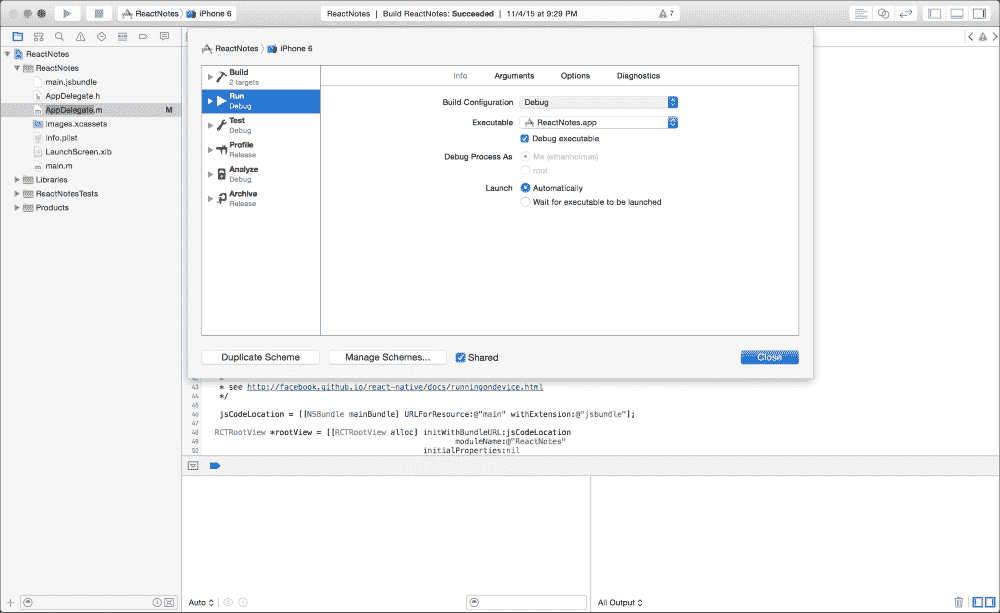 ReactNotes iPhone 6
ReactNotes | Build ReactNotes: Succeeded | 11/4/15 at 9:29 PM
7
ReactNotes
ReactNotes
main.jsbundle
AppDelegate.h
AppDelegate.m M
Images.xcassets
Info.plist
LaunchScreen.xib
main.m
Libraries
ReactNotesTests
Products
ReactNotes iPhone 6
Build
2 targets
Run
Debug
Test
Debug
Profile
Release
Analyze
Debug
Archive
Release
Info Arguments Options Diagnostics
Build Configuration Debug
Executable ReactNotes.app
Debug executable
Debug Process As Me (ethanholmes)
root
Launch Automatically
Wait for executable to be launched
Duplicate Scheme Manage Schemes... Shared Close
42 *
43 * see http://facebook.github.io/react-native/docs/runningondevice.html
44 */
45
46 jsCodeLocation = [[NSBundle mainBundle] URLForResource:@"main" withExtension:@"jsbundle"];
47
48 RCTRootView *rootView = [[RCTRootView alloc] initWithBundleURL:jsCodeLocation
49 moduleName:@"ReactNotes"
50 initialProperties:nil
Auto All Output